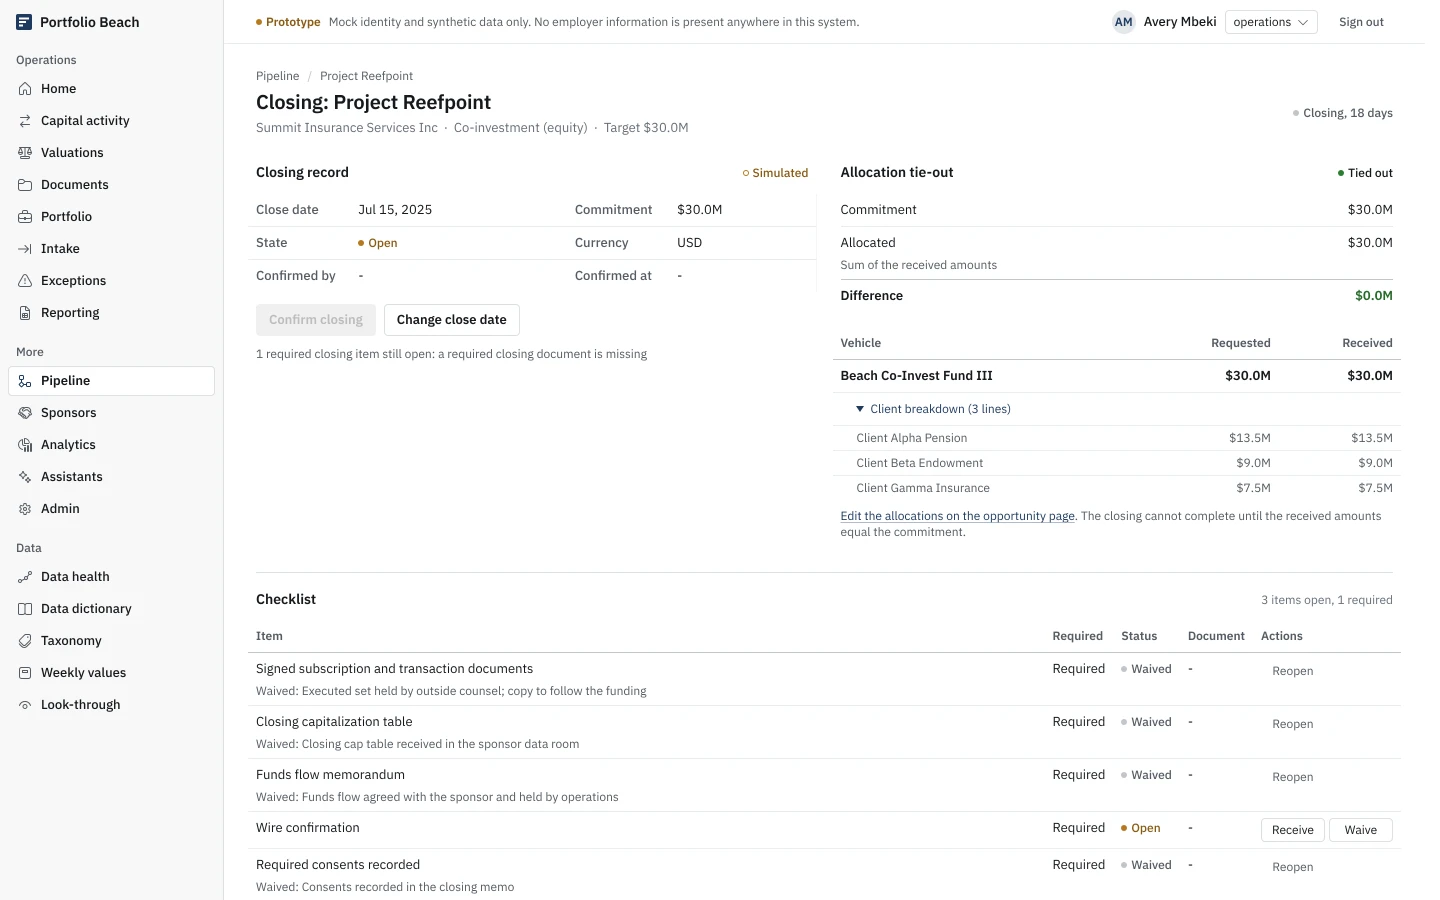 Portfolio Beach
Operations
Home
Capital activity
Valuations
Documents
Portfolio
Intake
Exceptions
Reporting
More
Pipeline
Sponsors
Analytics
Assistants
Admin
Data
Data health
Data dictionary
Taxonomy
Weekly values
Look-through
Prototype Mock identity and synthetic data only. No employer information is present anywhere in this system.
AM Avery Mbeki operations Sign out
Pipeline / Project Reefpoint
Closing: Project Reefpoint
Summit Insurance Services Inc · Co-investment (equity) · Target $30.0M
Closing, 18 days
Closing record Simulated
Close date Jul 15, 2025 Commitment $30.0M
State Open Currency USD
Confirmed by - Confirmed at -
Confirm closing Change close date
1 required closing item still open: a required closing document is missing
Allocation tie-out Tied out
Commitment $30.0M
Allocated $30.0M
Sum of the received amounts
Difference $0.0M
Vehicle Requested Received
Beach Co-Invest Fund III $30.0M $30.0M
Client breakdown (3 lines)
Client Alpha Pension $13.5M $13.5M
Client Beta Endowment $9.0M $9.0M
Client Gamma Insurance $7.5M $7.5M
Edit the allocations on the opportunity page. The closing cannot complete until the received amounts
equal the commitment.
Checklist 3 items open, 1 required
Item Required Status Document Actions
Signed subscription and transaction documents Required Waived - Reopen
Waived: Executed set held by outside counsel; copy to follow the funding
Closing capitalization table Required Waived - Reopen
Waived: Closing cap table received in the sponsor data room
Funds flow memorandum Required Waived - Reopen
Waived: Funds flow agreed with the sponsor and held by operations
Wire confirmation Required Open - Receive Waive
Required consents recorded Required Waived - Reopen
Waived: Consents recorded in the closing memo